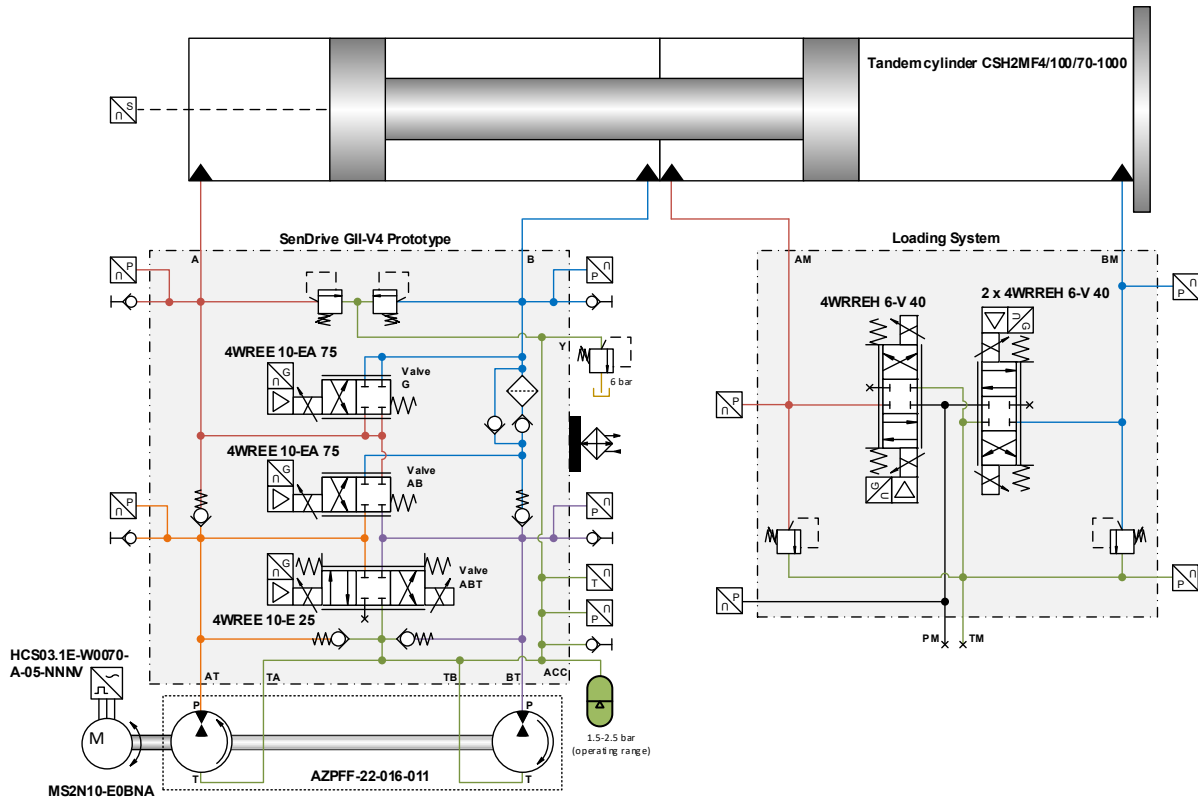 Tandem cylinder CSH2MF4/100/70-1000
S
∩
SenDrive GII-V4 Prototype
Loading System
A
B
AM
BM
P
∩
P
∩
P
∩
4WRREH 6-V 40
2 x 4WRREH 6-V 40
G
∩
Y
4WREE 10-EA 75
Valve
G
G
∩
6 bar
P
∩
4WREE 10-EA 75
Valve
AB
G
∩
G
∩
P
∩
P
∩
Valve
ABT
G
∩
T
∩
P
∩
P
∩
P
∩
4WREE 10-E 25
PM
TM
HCS03.1E-W0070-
A-05-NNNV
AT
TA
TB
BT
ACC
P
P
M
1.5-2.5 bar
(operating range)
T
T
AZPFF-22-016-011
MS2N10-E0BNA